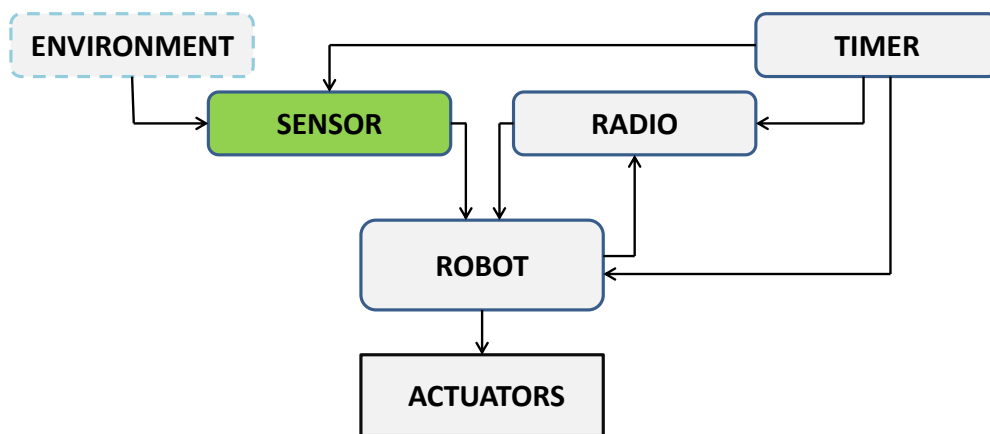 ENVIRONMENT
TIMER
SENSOR
RADIO
ROBOT
ACTUATORS